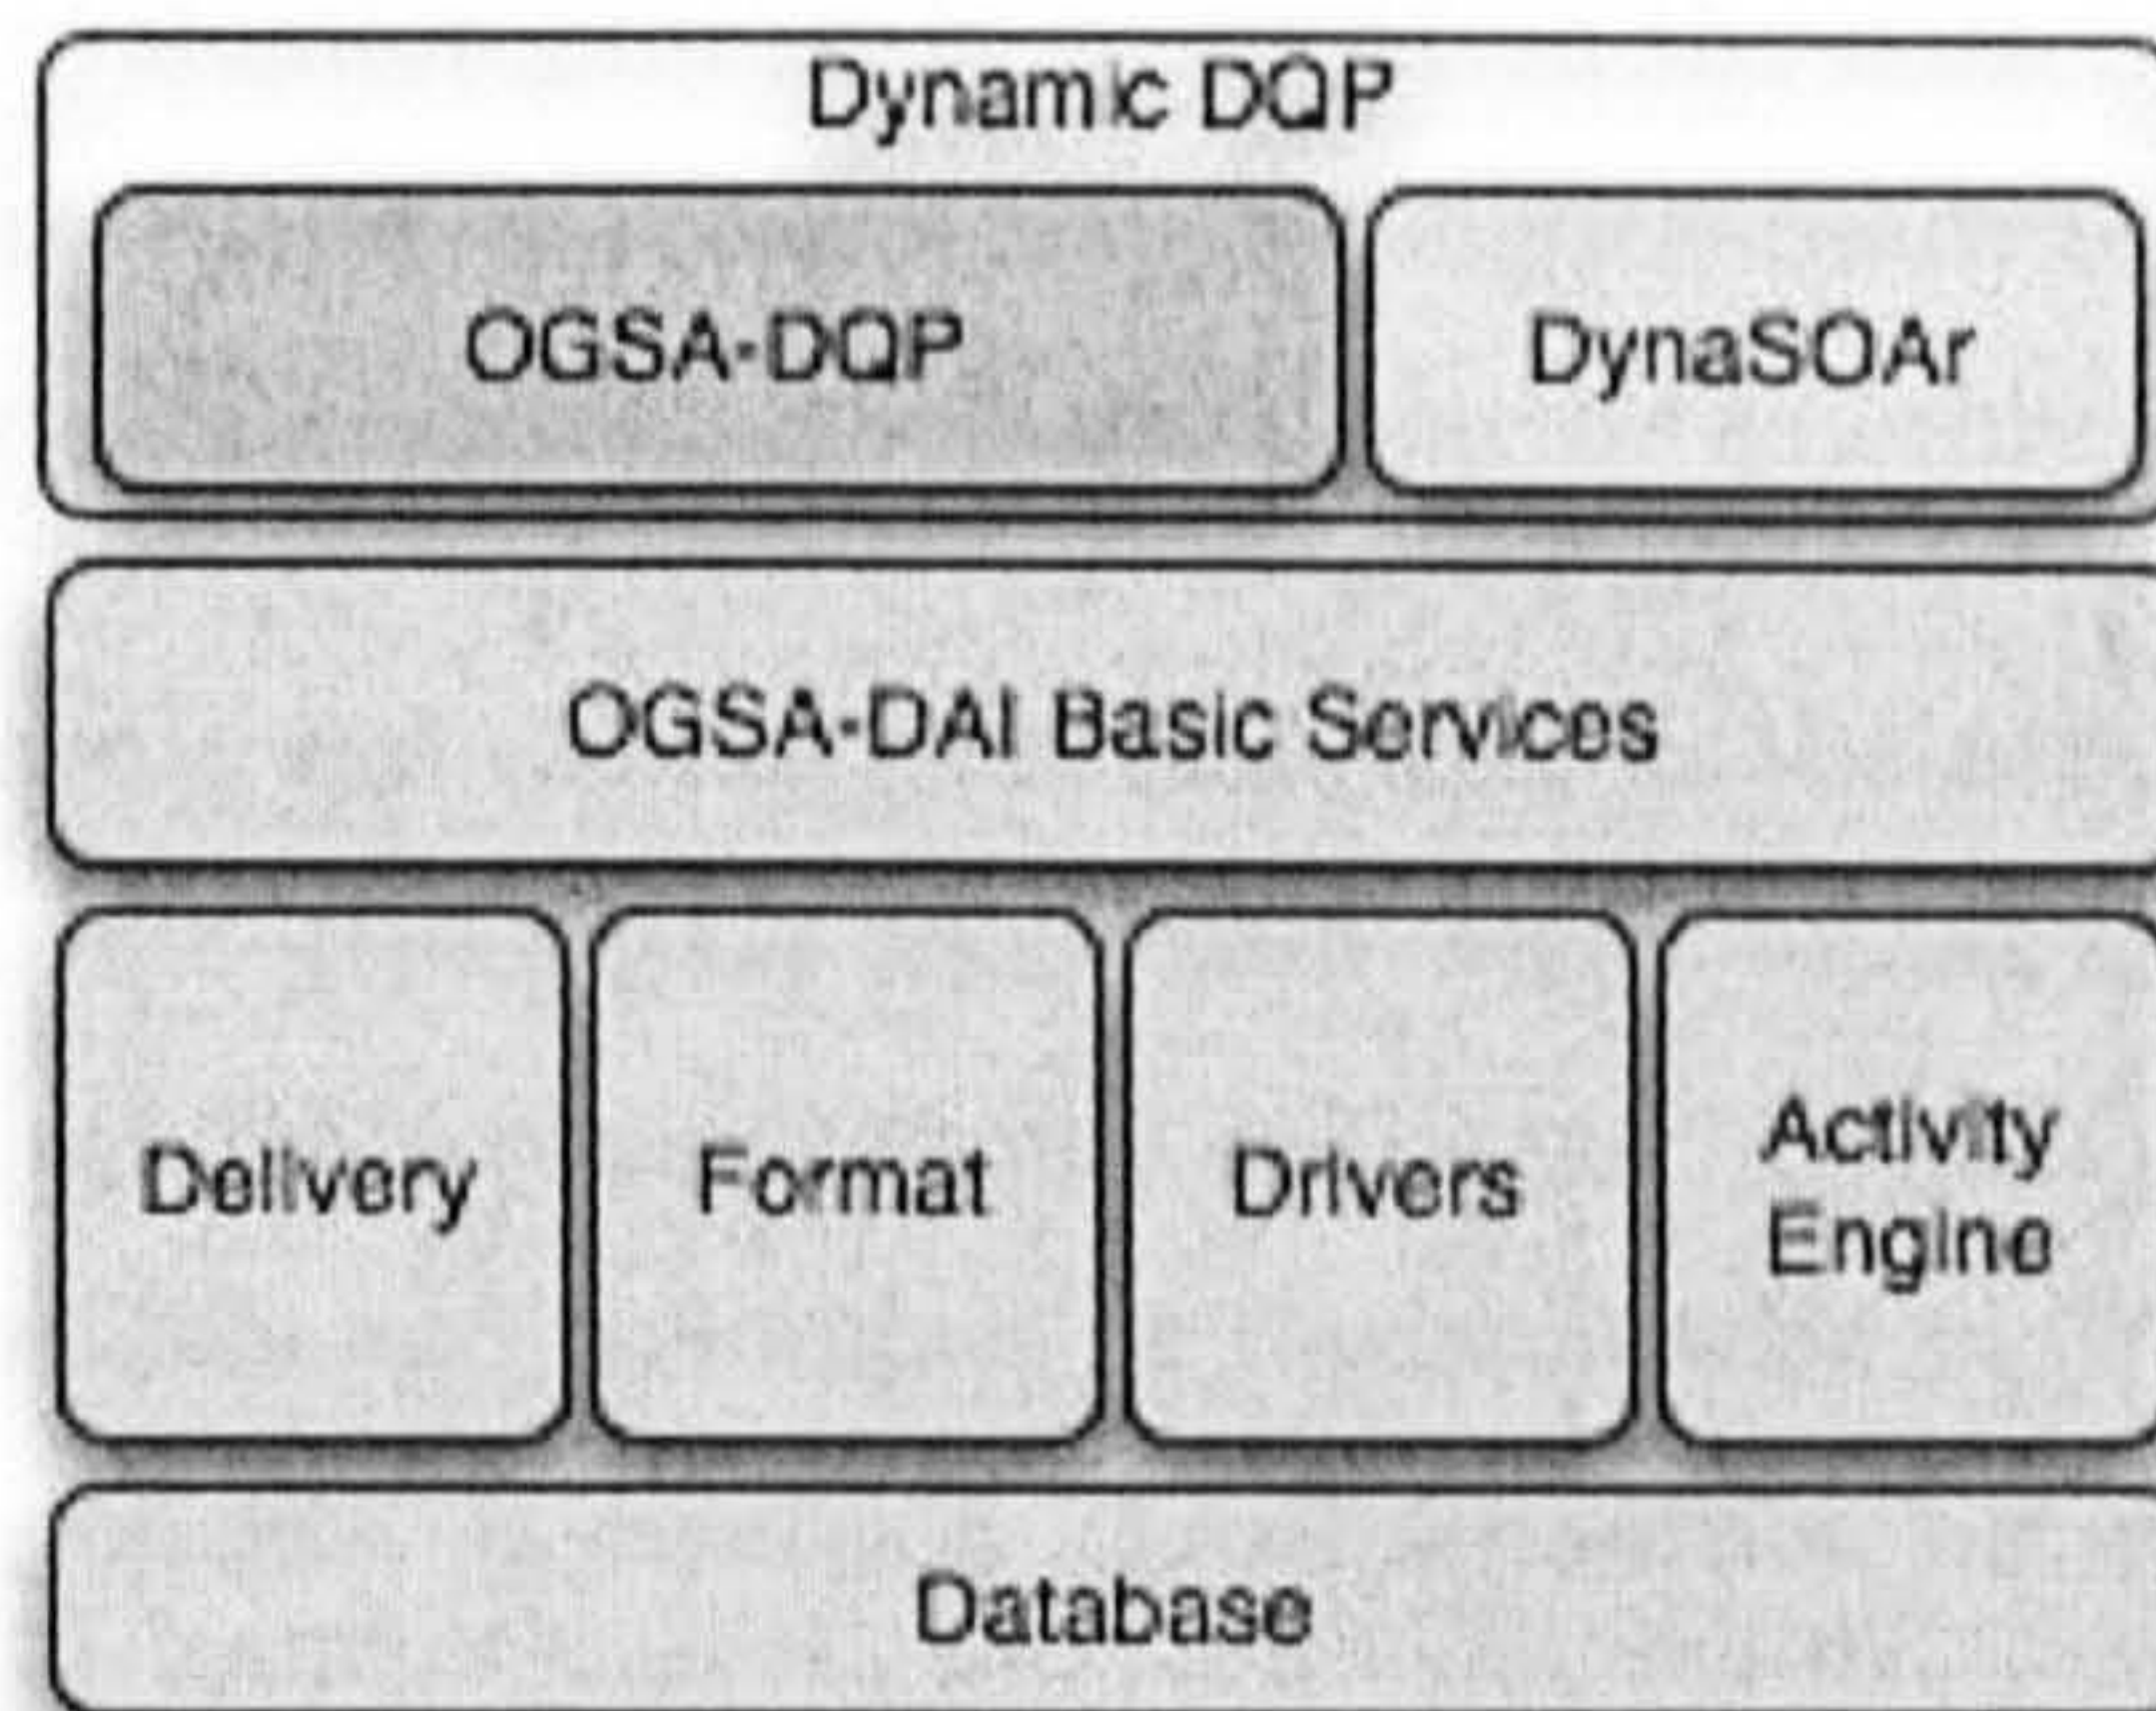 Dynamic DQP
OGSA-DQP
DynaSOAr
OGSA-DAI Basic Services
Delivery
Format
Drivers
Activity
Engine
Database